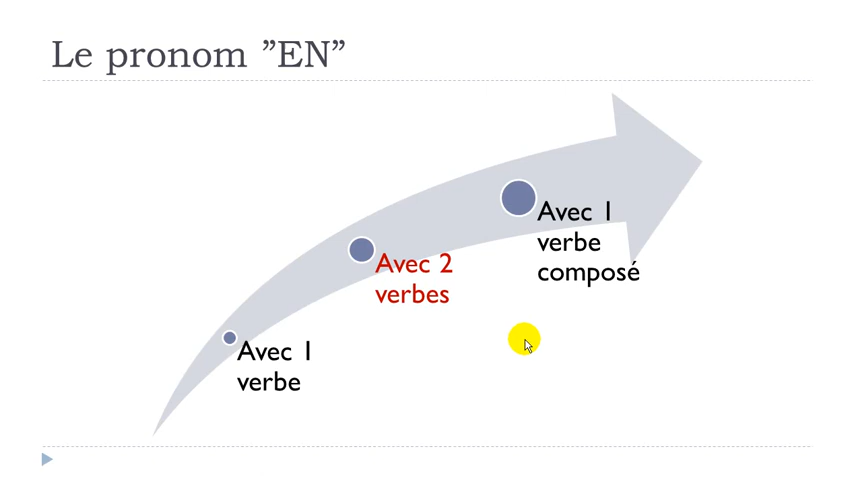 Le pronom ”EN”
Avec 1
verbe
composé
Avec 2
verbes
Avec 1
verbe